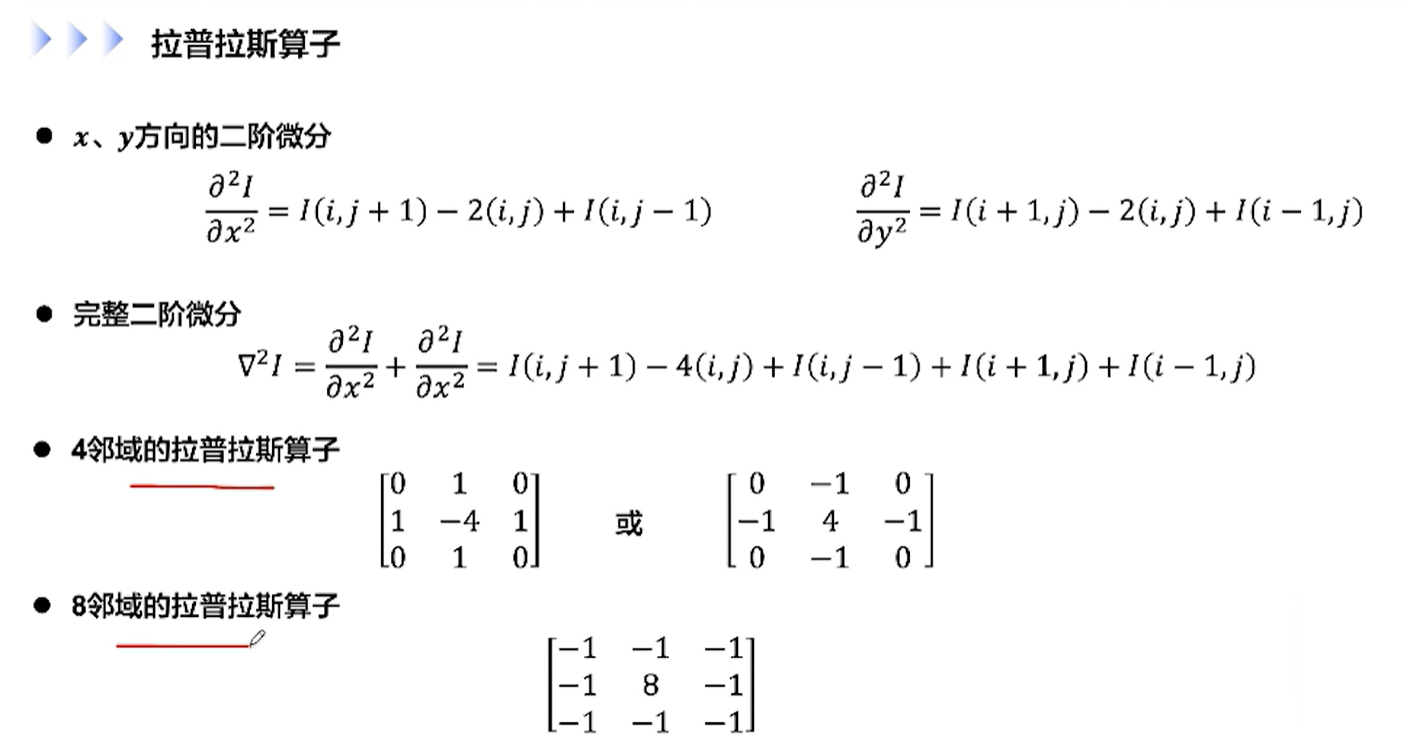 拉普拉斯算子
● x、y方向的二阶微分
∂²I/∂x² = I(i, j + 1) − 2(i, j) + I(i, j − 1)  ∂²I/∂y² = I(i + 1, j) − 2(i, j) + I(i − 1, j)
● 完整二阶微分
∇²I = ∂²I/∂x² + ∂²I/∂x² = I(i, j + 1) − 4(i, j) + I(i, j − 1) + I(i + 1, j) + I(i − 1, j)
● 4邻域的拉普拉斯算子
0 1 0  0 −1 0
1 −4 1 或 −1 4 −1
0 1 0  0 −1 0
● 8邻域的拉普拉斯算子
−1 −1 −1
−1 8 −1
−1 −1 −1